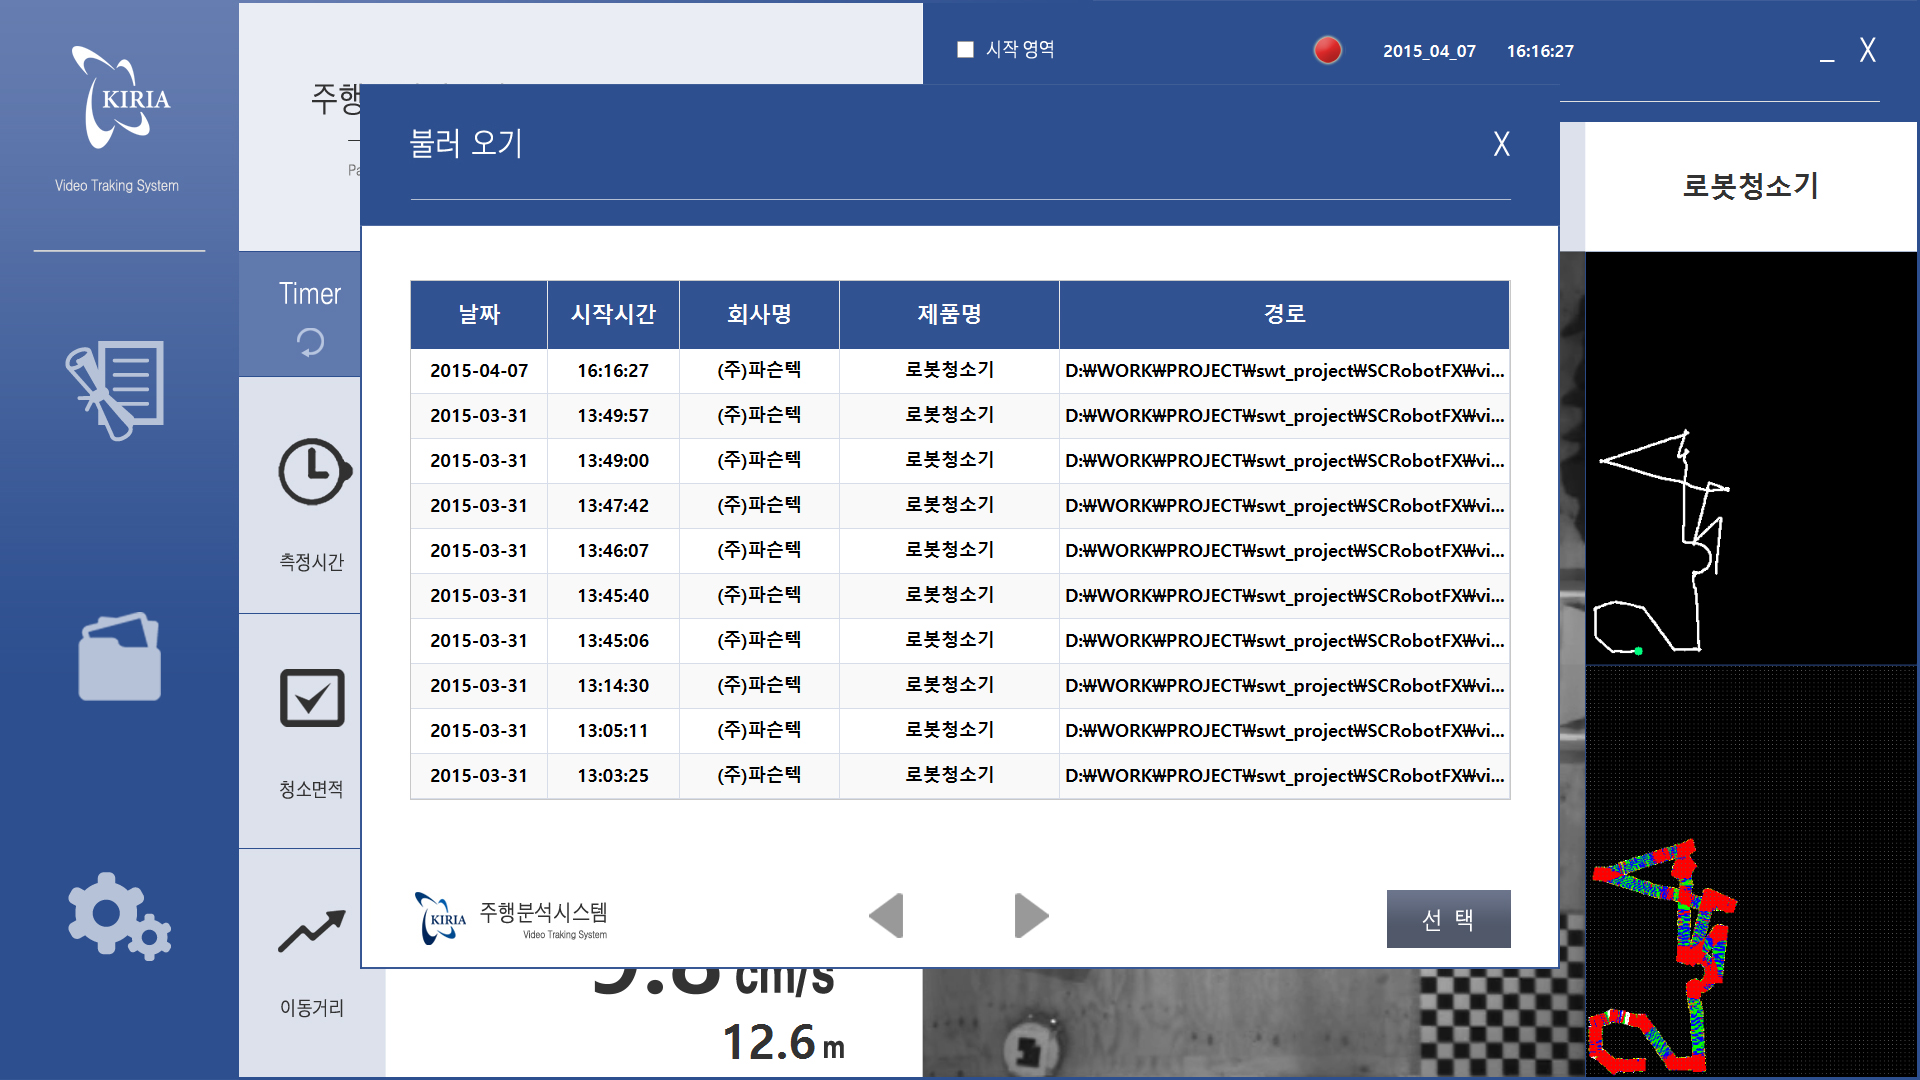 시작 영역
2015_04_07 16:16:27
_ X
KIRIA
Video Traking System
주행
불러 오기
X
로봇청소기
Timer
측정시간
청소면적
이동거리
날짜 시작시간 회사명 제품명 경로
2015-04-07 16:16:27 (주)파슨텍 로봇청소기 D:₩WORK₩PROJECT₩swt_project₩SCRobotFX₩vi...
2015-03-31 13:49:57 (주)파슨텍 로봇청소기 D:₩WORK₩PROJECT₩swt_project₩SCRobotFX₩vi...
2015-03-31 13:49:00 (주)파슨텍 로봇청소기 D:₩WORK₩PROJECT₩swt_project₩SCRobotFX₩vi...
2015-03-31 13:47:42 (주)파슨텍 로봇청소기 D:₩WORK₩PROJECT₩swt_project₩SCRobotFX₩vi...
2015-03-31 13:46:07 (주)파슨텍 로봇청소기 D:₩WORK₩PROJECT₩swt_project₩SCRobotFX₩vi...
2015-03-31 13:45:40 (주)파슨텍 로봇청소기 D:₩WORK₩PROJECT₩swt_project₩SCRobotFX₩vi...
2015-03-31 13:45:06 (주)파슨텍 로봇청소기 D:₩WORK₩PROJECT₩swt_project₩SCRobotFX₩vi...
2015-03-31 13:14:30 (주)파슨텍 로봇청소기 D:₩WORK₩PROJECT₩swt_project₩SCRobotFX₩vi...
2015-03-31 13:05:11 (주)파슨텍 로봇청소기 D:₩WORK₩PROJECT₩swt_project₩SCRobotFX₩vi...
2015-03-31 13:03:25 (주)파슨텍 로봇청소기 D:₩WORK₩PROJECT₩swt_project₩SCRobotFX₩vi...
KIRIA 주행분석시스템
Video Traking System
선 택
cm/s
12.6 m